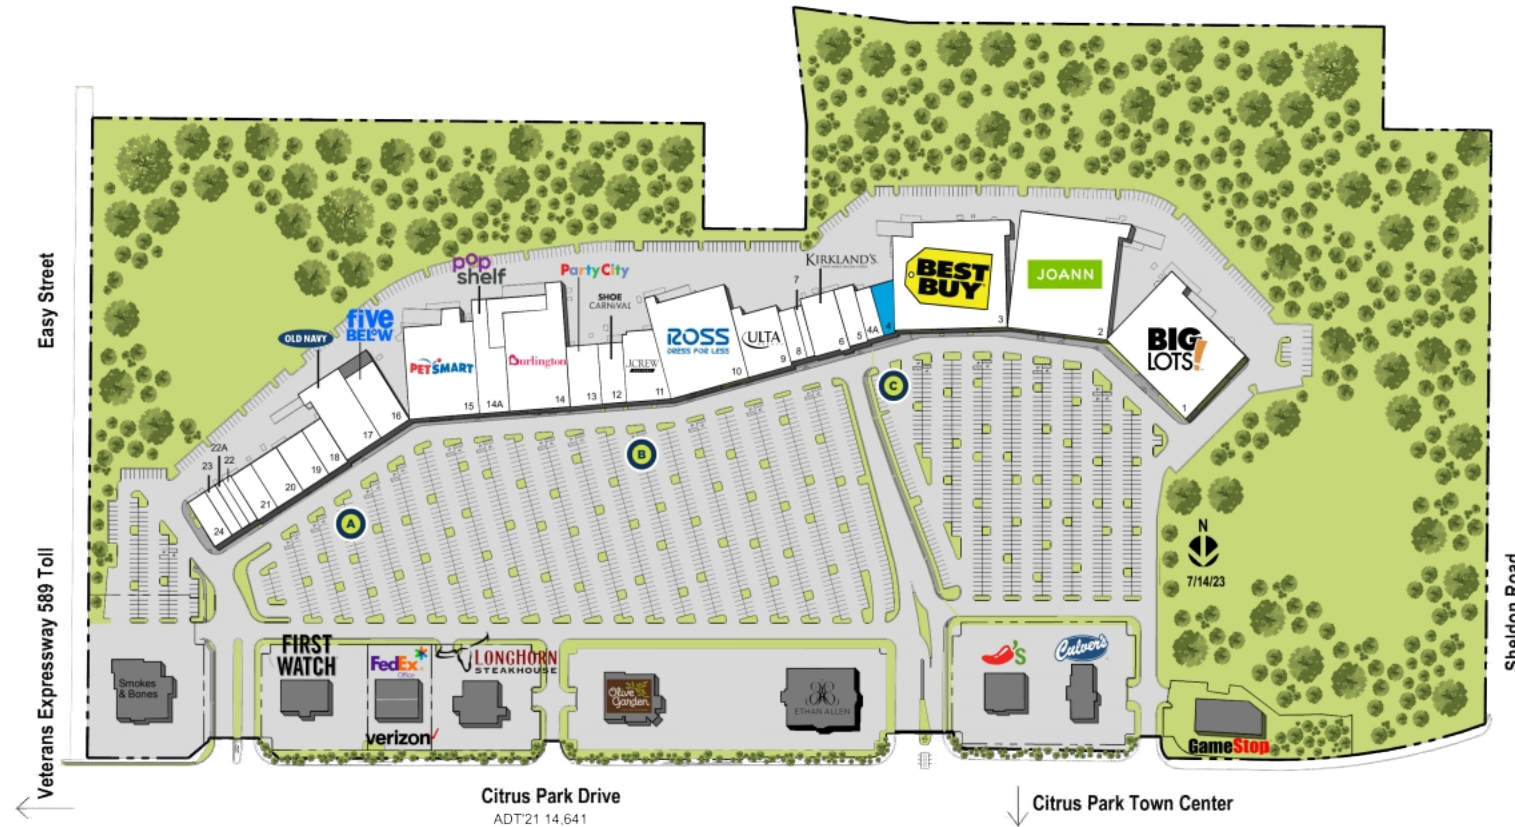 KIRKLAND'S
pop
shelf
Party City
SHOE
CARNIVAL
7
BEST
BUY
JOANN
BIG
LOTS!
OLD NAVY
five
BELOW
PETSMART
Burlington
JCREW
ROSS
DRESS FOR LESS
ULTA
24
23
22A
22
21
20
19
18
17
16
15
14A
14
13
12
11
10
9
8
6
5
4A
4
3
2
1
A
B
C
N
7/14/23
Easy Street
Veterans Expressway 589 Toll
Sheldon Road
Smokes
& Bones
FIRST
WATCH
FedEx
Office
verizon
LONGHORN
STEAKHOUSE
Olive
Garden
ETHAN ALLEN
'S
Culver's
GameStop
Citrus Park Drive
ADT'21 14,641
Citrus Park Town Center